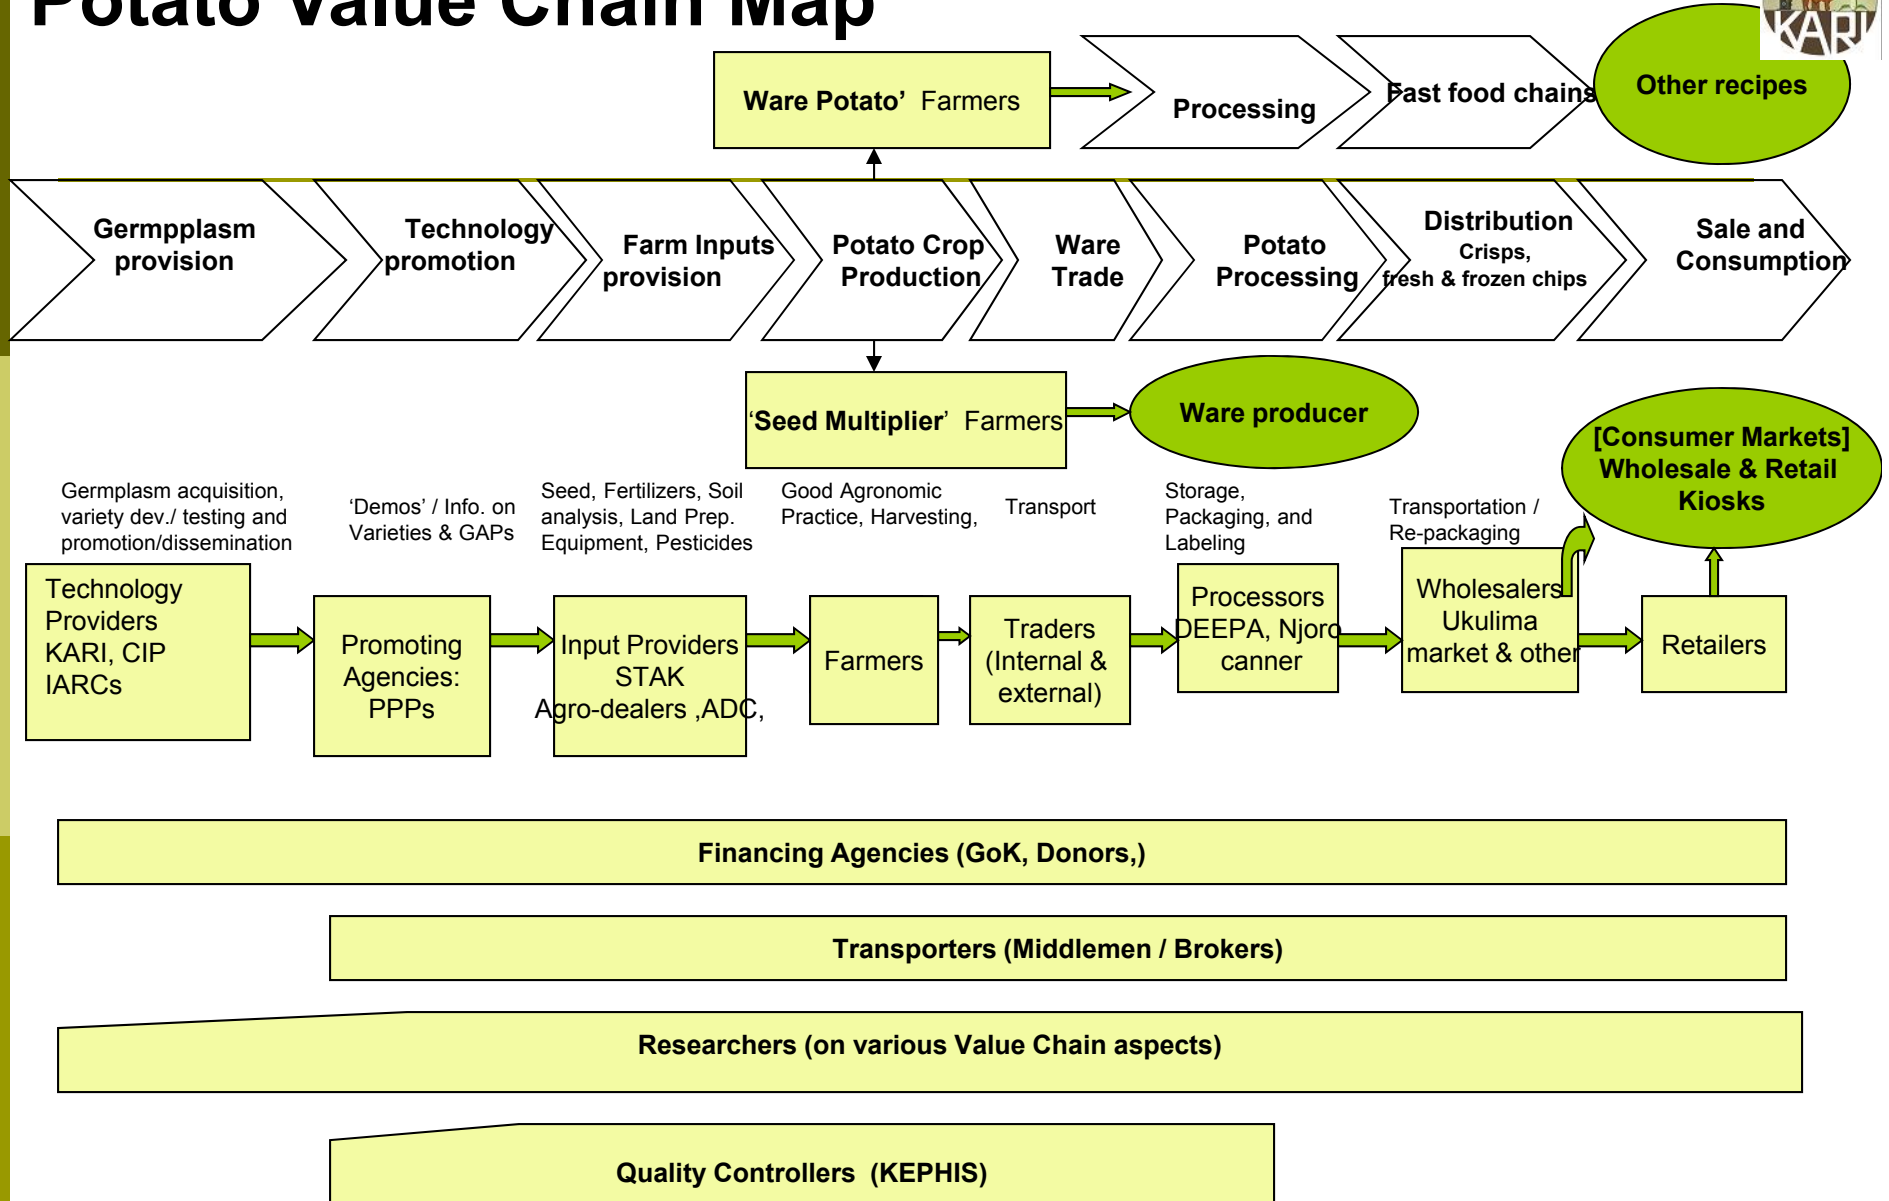 Potato Value Chain Map
KARI
Ware Potato’ Farmers
Processing
Fast food chains
Other recipes
Germpplasm
provision
Technology
promotion
Farm Inputs
provision
Potato Crop
Production
Ware
Trade
Potato
Processing
Distribution
Crisps,
fresh & frozen chips
Sale and
Consumption
‘Seed Multiplier’ Farmers
Ware producer
[Consumer Markets]
Wholesale & Retail
Kiosks
Germplasm acquisition,
variety dev./ testing and
promotion/dissemination
‘Demos’ / Info. on
Varieties & GAPs
Seed, Fertilizers, Soil
analysis, Land Prep.
Equipment, Pesticides
Good Agronomic
Practice, Harvesting,
Transport
Storage,
Packaging, and
Labeling
Transportation /
Re-packaging
Technology
Providers
KARI, CIP
IARCs
Promoting
Agencies:
PPPs
Input Providers
STAK
Agro-dealers ,ADC,
Farmers
Traders
(Internal &
external)
Processors
DEEPA, Njoro
canner
Wholesalers
Ukulima
market & other
Retailers
Financing Agencies (GoK, Donors,)
Transporters (Middlemen / Brokers)
Researchers (on various Value Chain aspects)
Quality Controllers (KEPHIS)